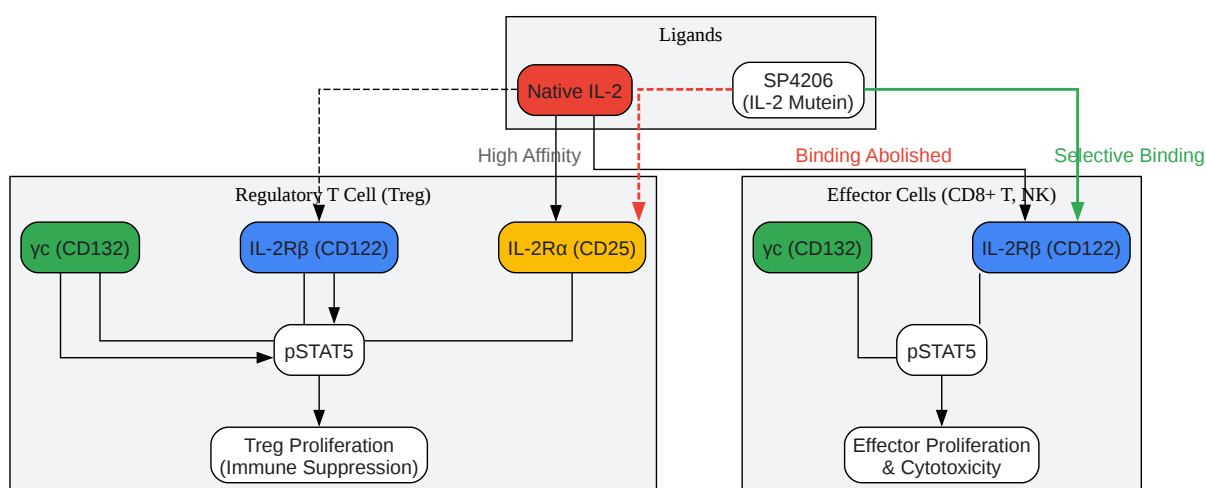 Ligands
Native IL-2
SP4206
(IL-2 Mutein)
High Affinity
Binding Abolished
Selective Binding
Regulatory T Cell (Treg)
γc (CD132)
IL-2Rβ (CD122)
IL-2Rα (CD25)
pSTAT5
Treg Proliferation
(Immune Suppression)
Effector Cells (CD8+ T, NK)
γc (CD132)
IL-2Rβ (CD122)
pSTAT5
Effector Proliferation
& Cytotoxicity